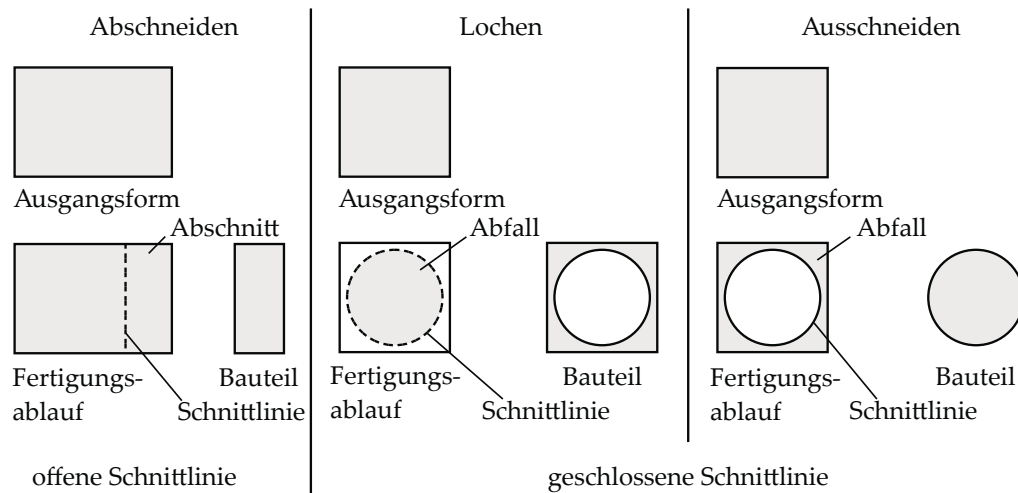 Abschneiden
Lochen
Ausschneiden
Ausgangsform
Ausgangsform
Ausgangsform
Abschnitt
Abfall
Abfall
Fertigungs-
ablauf
Bauteil
Schnittlinie
Fertigungs-
ablauf
Bauteil
Schnittlinie
Fertigungs-
ablauf
Bauteil
Schnittlinie
offene Schnittlinie
geschlossene Schnittlinie